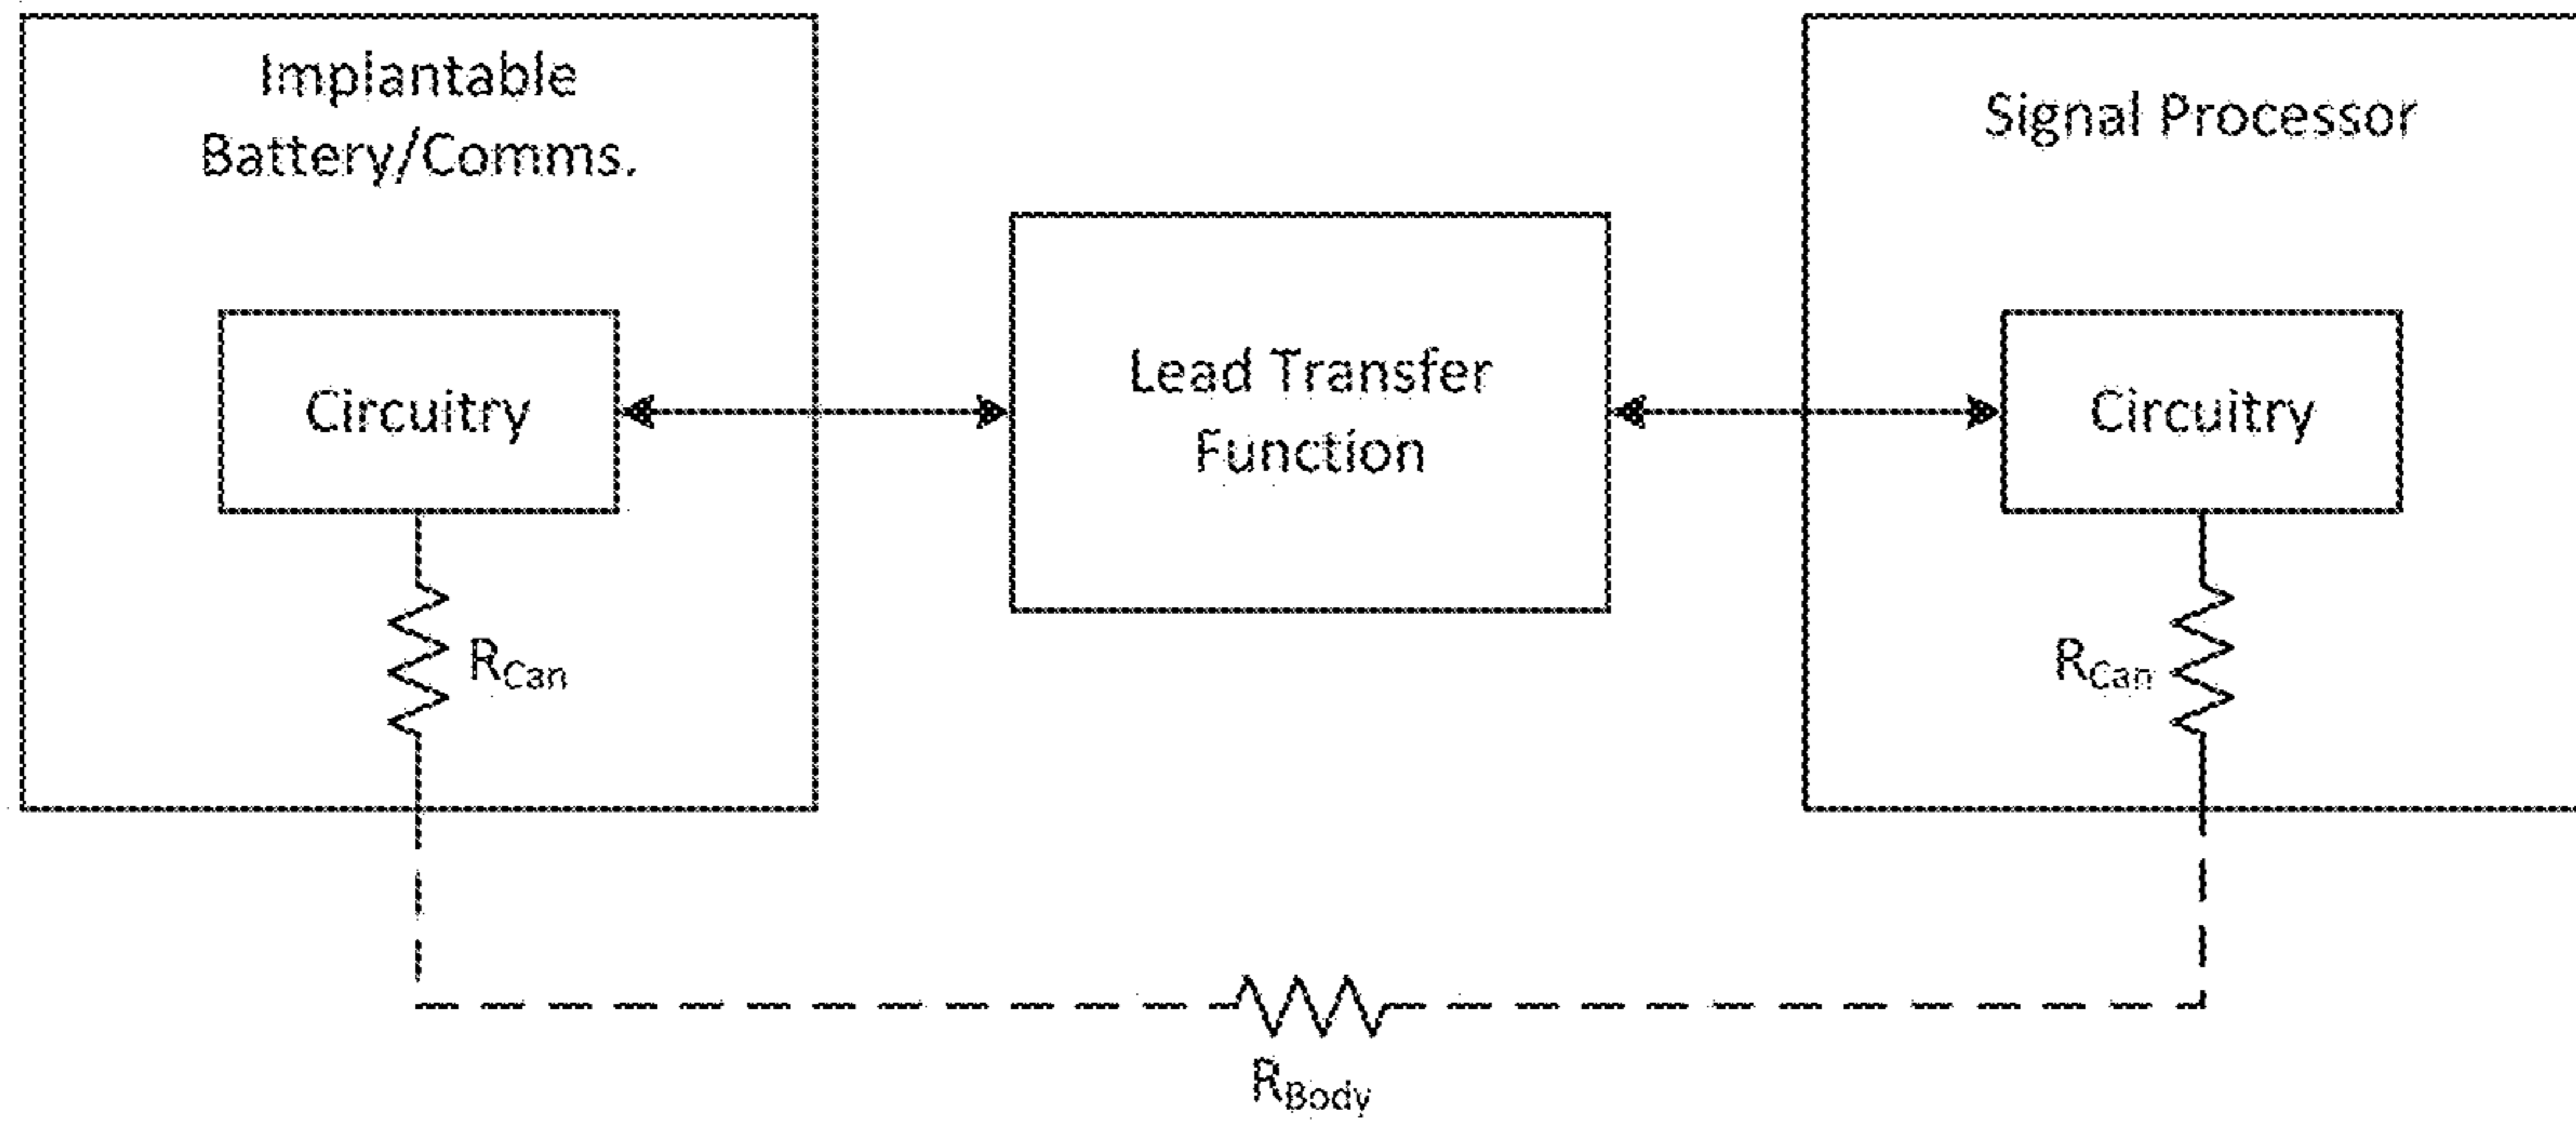 Implantable
Battery/Comms.
Signal Processor
Circuitry
Lead Transfer
Function
Circuitry
RCan
RCan
RBody